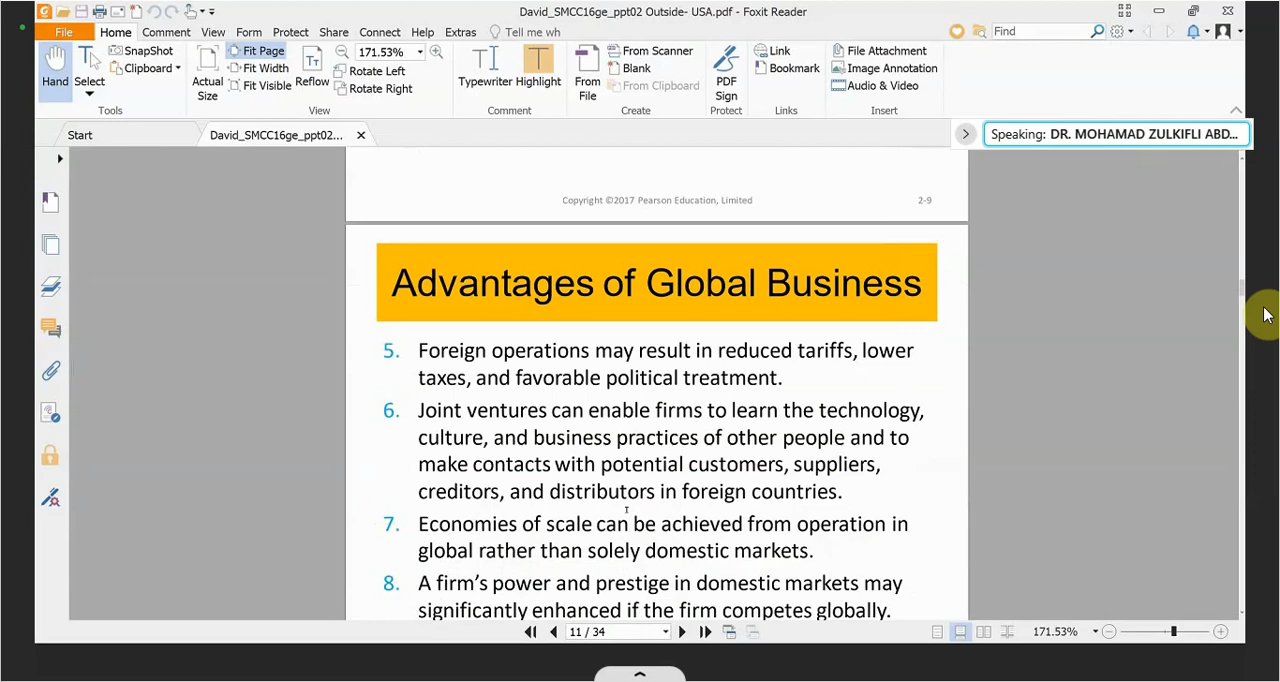 David_SMCC16ge_ppt02 Outside- USA.pdf - Foxit Reader
File Home Comment View Form Protect Share Connect Help Extras Tell me wh Find
Hand
Select
SnapShot
Clipboard
Tools
Actual
Size
Fit Page
Fit Width
Fit Visible
Reflow
171.53%
Rotate Left
Rotate Right
View
Typewriter Highlight
Comment
From
File
From Scanner
Blank
From Clipboard
Create
PDF
Sign
Protect
Link
Bookmark
Links
File Attachment
Image Annotation
Audio & Video
Insert
Start David_SMCC16ge_ppt02...
Speaking: DR. MOHAMAD ZULKIFLI ABD...
Copyright ©2017 Pearson Education, Limited 2-9
Advantages of Global Business
5. Foreign operations may result in reduced tariffs, lower
taxes, and favorable political treatment.
6. Joint ventures can enable firms to learn the technology,
culture, and business practices of other people and to
make contacts with potential customers, suppliers,
creditors, and distributors in foreign countries.
7. Economies of scale can be achieved from operation in
global rather than solely domestic markets.
8. A firm's power and prestige in domestic markets may
significantly enhanced if the firm competes globally.
11 / 34 171.53%